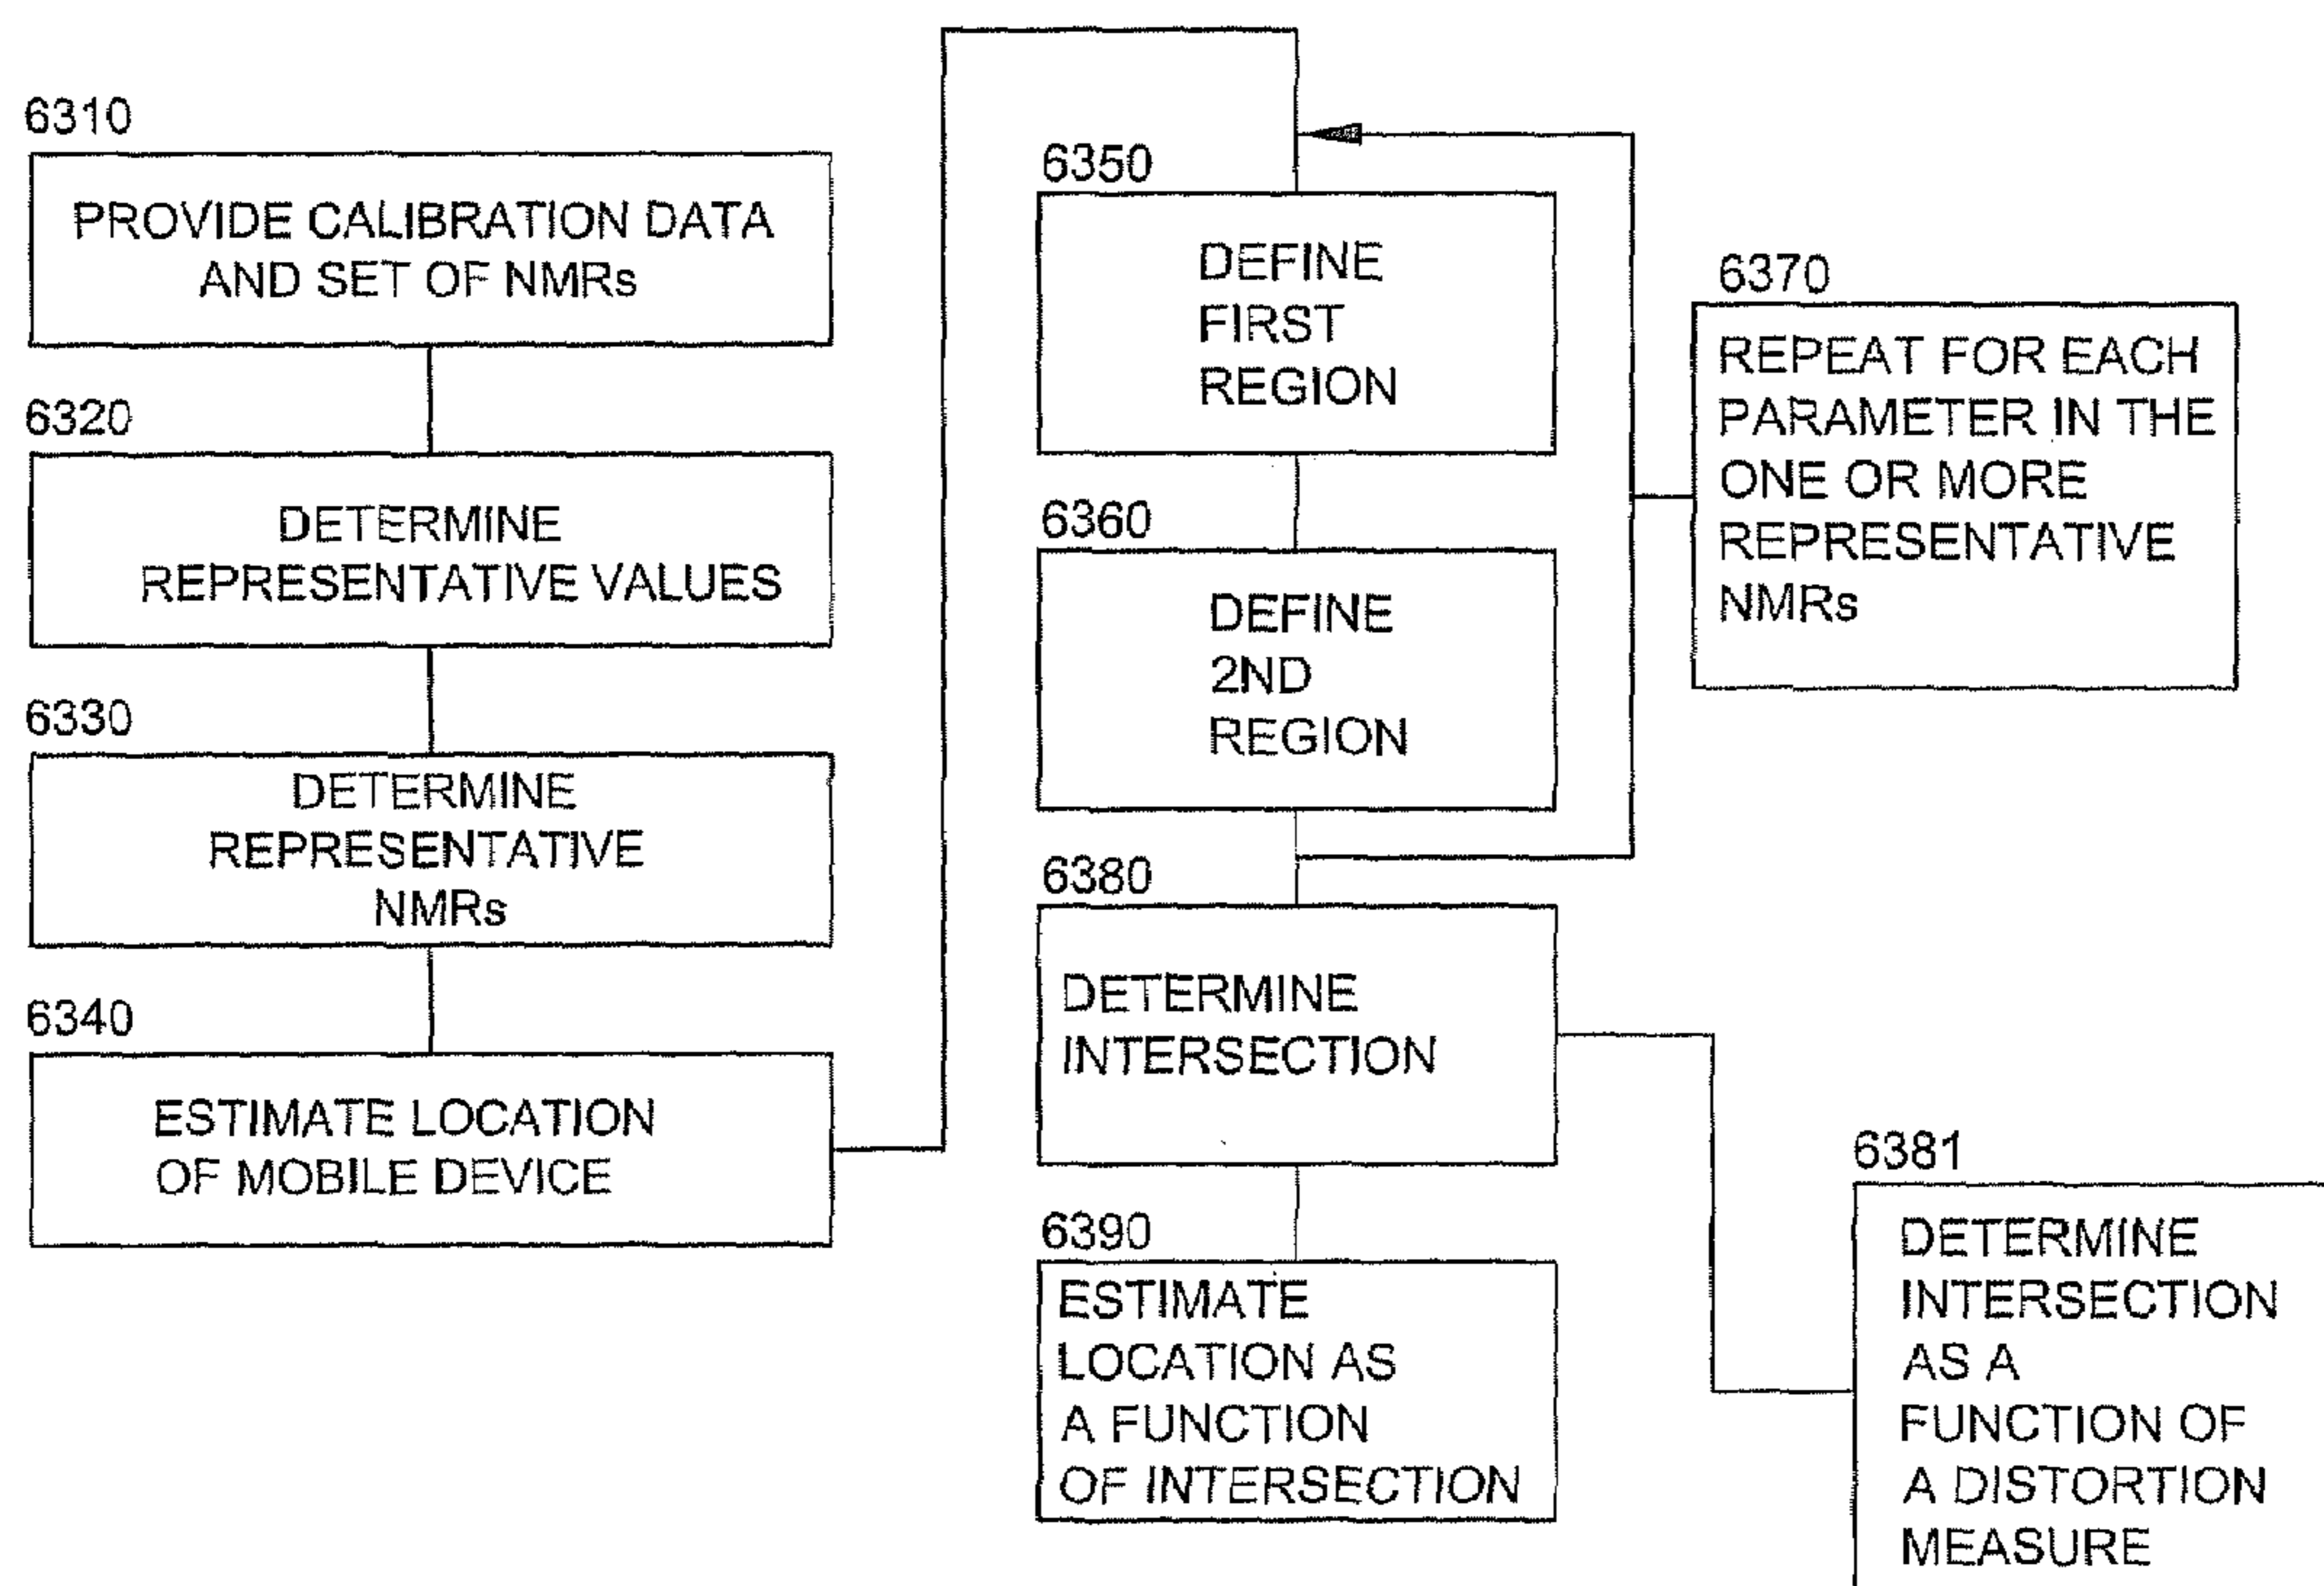 6310
PROVIDE CALIBRATION DATA
AND SET OF NMRs
6320
DETERMINE
REPRESENTATIVE VALUES
6330
DETERMINE
REPRESENTATIVE
NMRs
6340
ESTIMATE LOCATION
OF MOBILE DEVICE
6350
DEFINE
FIRST
REGION
6360
DEFINE
2ND
REGION
6370
REPEAT FOR EACH
PARAMETER IN THE
ONE OR MORE
REPRESENTATIVE
NMRs
6380
DETERMINE
INTERSECTION
6381
DETERMINE
INTERSECTION
AS A
FUNCTION OF
A DISTORTION
MEASURE
6390
ESTIMATE
LOCATION AS
A FUNCTION
OF INTERSECTION